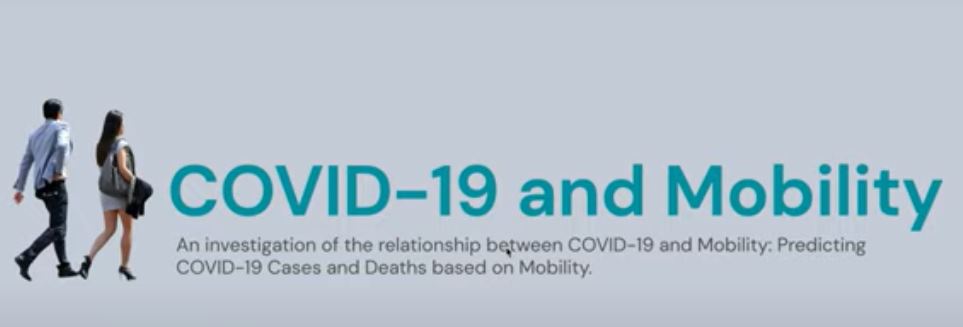 COVID-19 and Mobility
An investigation of the relationship between COVID-19 and Mobility: Predicting
COVID-19 Cases and Deaths based on Mobility.